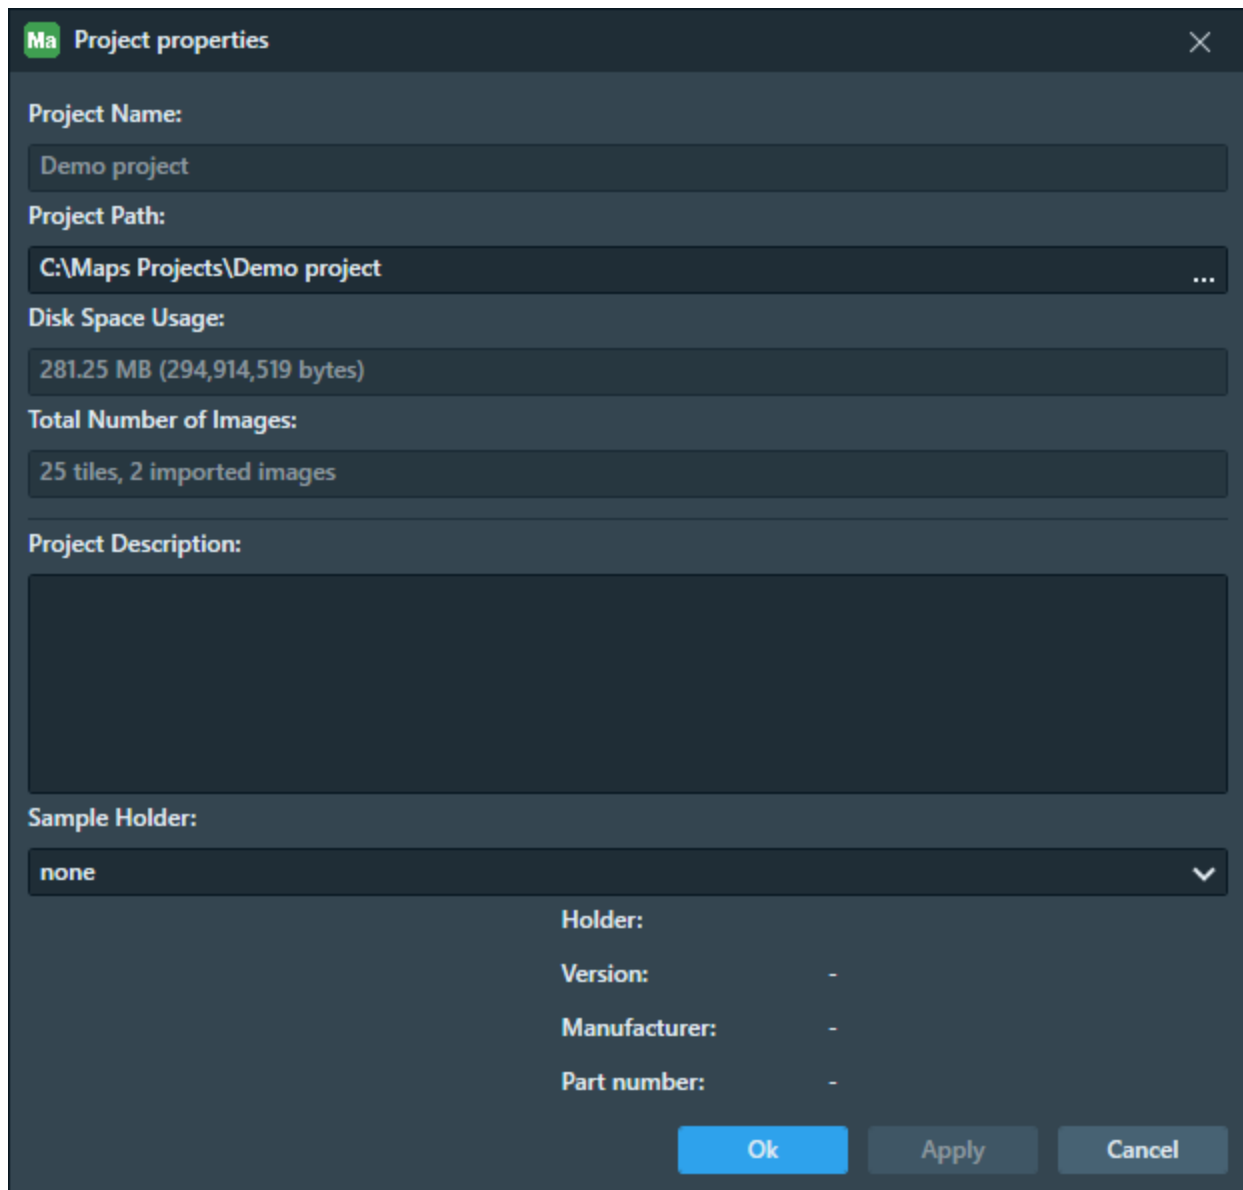 Ma Project properties
Project Name:
Demo project
Project Path:
C:\Maps Projects\Demo project ...
Disk Space Usage:
281.25 MB (294,914,519 bytes)
Total Number of Images:
25 tiles, 2 imported images
Project Description:
Sample Holder:
none
Holder:
Version: -
Manufacturer: -
Part number: -
Ok Apply Cancel